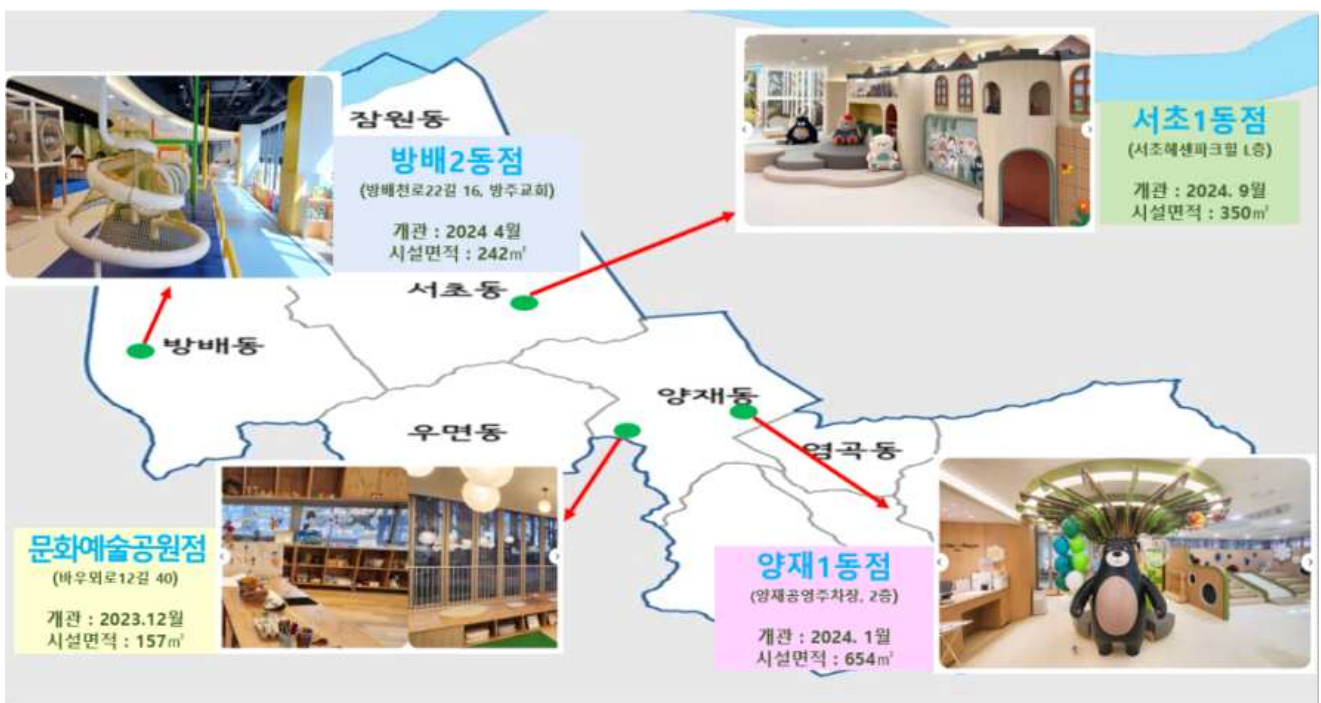 잠원동
방배2동점
(방배천로22길 16, 방주교회)
개관 : 2024 4월
시설면적 : 242㎡
서초1동점
(서초헤센파크힐 L층)
개관 : 2024. 9월
시설면적 : 350㎡
서초동
방배동
양재동
우면동
염곡동
문화예술공원점
(바우뫼로12길 40)
개관 : 2023.12월
시설면적 : 157㎡
양재1동점
(양재공영주차장, 2층)
개관 : 2024. 1월
시설면적 : 654㎡